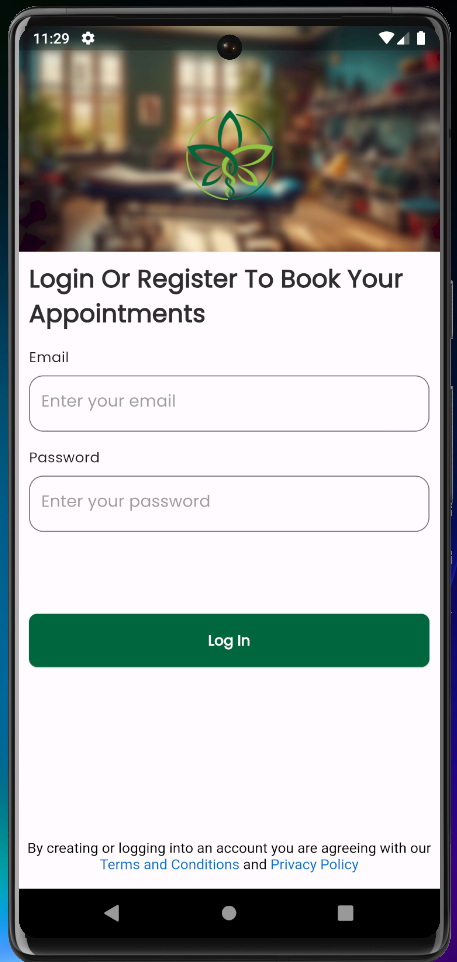 11:29
Login Or Register To Book Your
Appointments
Email
Enter your email
Password
Enter your password
Log In
By creating or logging into an account you are agreeing with our
Terms and Conditions and Privacy Policy